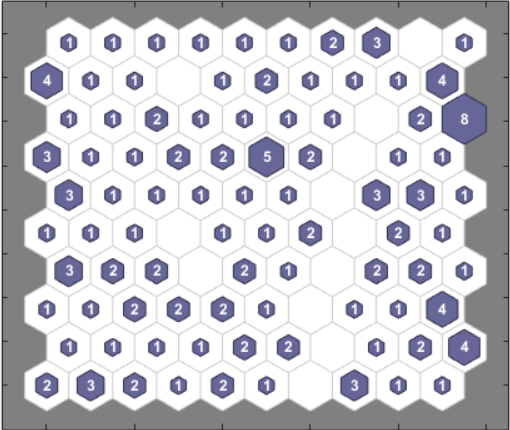 1 1 1 1 1 1 2 3 1
4 1 1 1 2 1 1 1 4
1 1 2 1 1 1 1 2 8
3 1 1 2 2 5 2 1 1
3 1 1 1 1 1 3 3 1
1 1 1 1 1 2 2 1
3 2 2 2 1 2 2 1
1 1 2 2 2 1 1 1 4
1 1 1 1 2 2 1 2 4
2 3 2 1 2 1 3 1 1